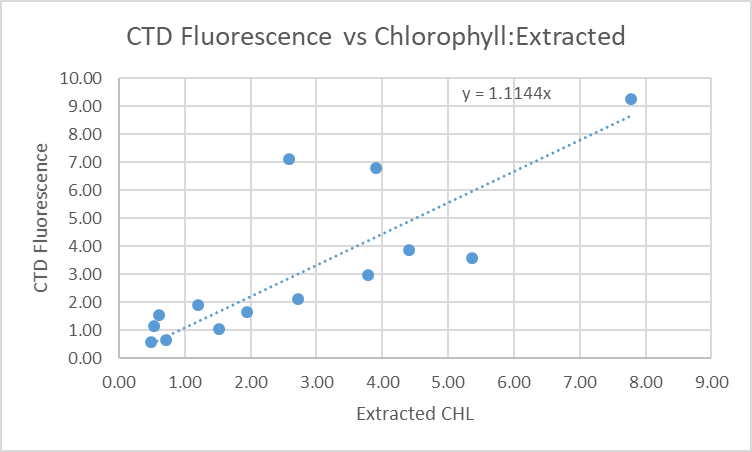 CTD Fluorescence vs Chlorophyll:Extracted
y = 1.1144x
CTD Fluorescence
10.00
9.00
8.00
7.00
6.00
5.00
4.00
3.00
2.00
1.00
0.00
0.00 1.00 2.00 3.00 4.00 5.00 6.00 7.00 8.00 9.00
Extracted CHL